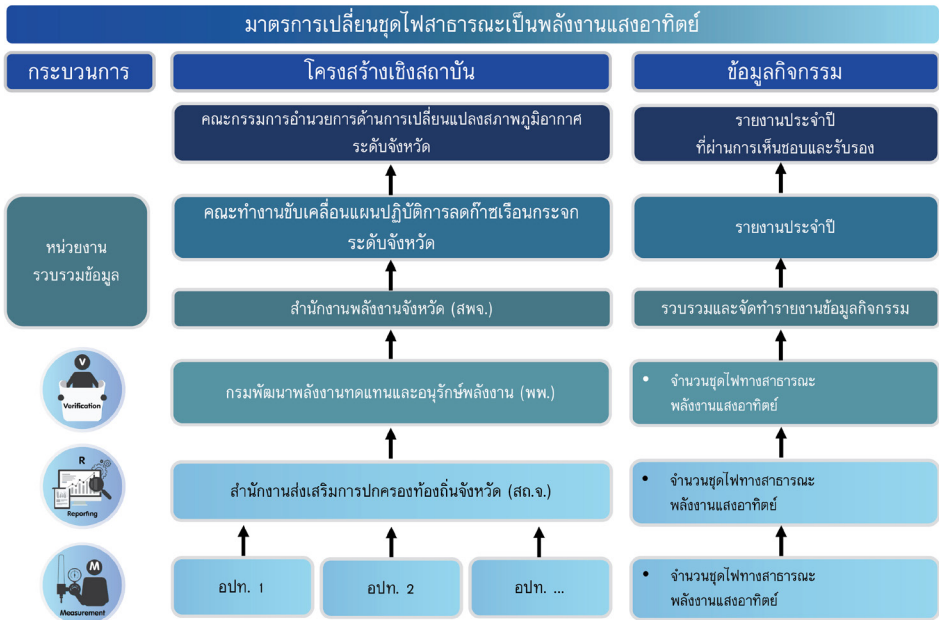 มาตรการเปลี่ยนชุดไฟสาธารณะเป็นพลังงานแสงอาทิตย์
กระบวนการ
โครงสร้างเชิงสถาบัน
ข้อมูลกิจกรรม
คณะกรรมการอำนวยการด้านการเปลี่ยนแปลงสภาพภูมิอากาศ
ระดับจังหวัด
รายงานประจำปี
ที่ผ่านการเห็นชอบและรับรอง
หน่วยงาน
รวบรวมข้อมูล
คณะทำงานขับเคลื่อนแผนปฏิบัติการลดก๊าซเรือนกระจก
ระดับจังหวัด
รายงานประจำปี
สำนักงานพลังงานจังหวัด (สพจ.)
รวบรวมและจัดทำรายงานข้อมูลกิจกรรม
V
Verification
กรมพัฒนาพลังงานทดแทนและอนุรักษ์พลังงาน (พพ.)
• จำนวนชุดไฟทางสาธารณะ
พลังงานแสงอาทิตย์
R
Reporting
สำนักงานส่งเสริมการปกครองท้องถิ่นจังหวัด (สถ.จ.)
• จำนวนชุดไฟทางสาธารณะ
พลังงานแสงอาทิตย์
M
Measurement
อปท. 1
อปท. 2
อปท. ...
• จำนวนชุดไฟทางสาธารณะ
พลังงานแสงอาทิตย์